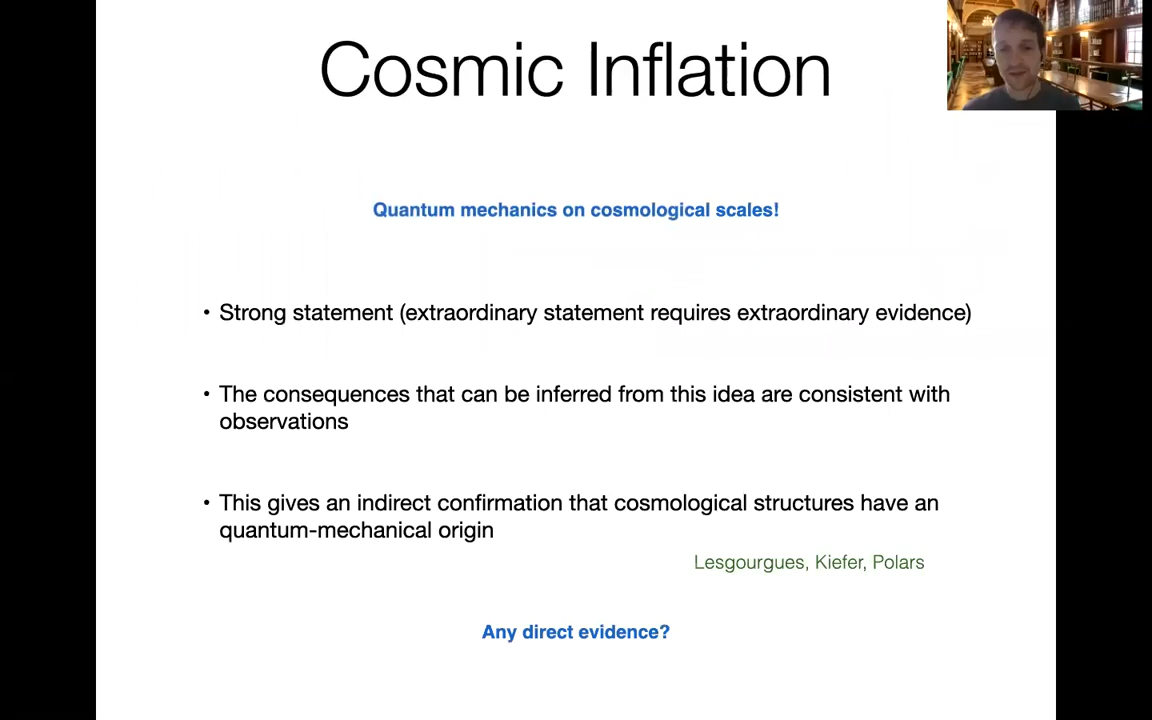 Cosmic Inflation
Quantum mechanics on cosmological scales!
• Strong statement (extraordinary statement requires extraordinary evidence)
• The consequences that can be inferred from this idea are consistent with
observations
• This gives an indirect confirmation that cosmological structures have an
quantum-mechanical origin
Lesgourgues, Kiefer, Polars
Any direct evidence?